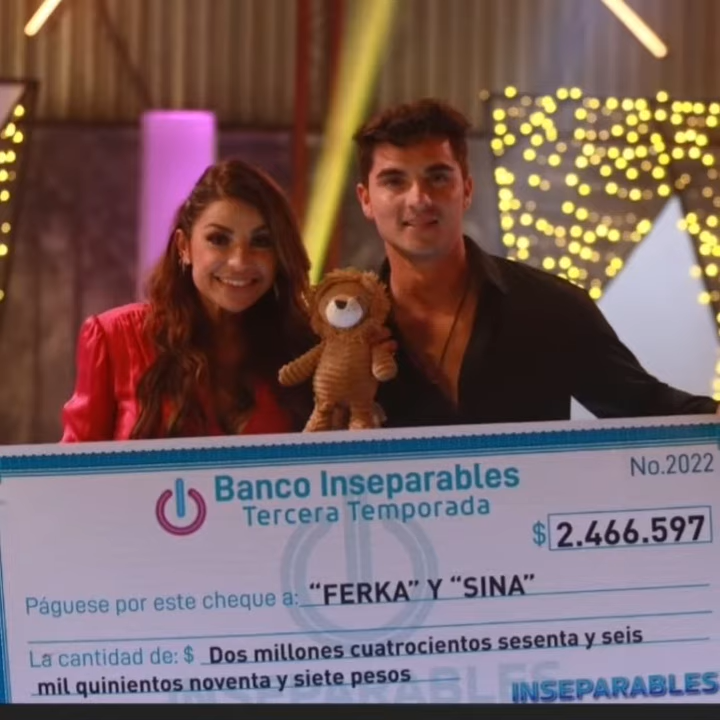 Banco Inseparables
Tercera Temporada
No.2022
$ 2.466.597
Páguese por este cheque a: "FERKA" Y "SINA"
La cantidad de: $ Dos millones cuatrocientos sesenta y seis
mil quinientos noventa y siete pesos
INSEPARABLES
INSEPARABLES